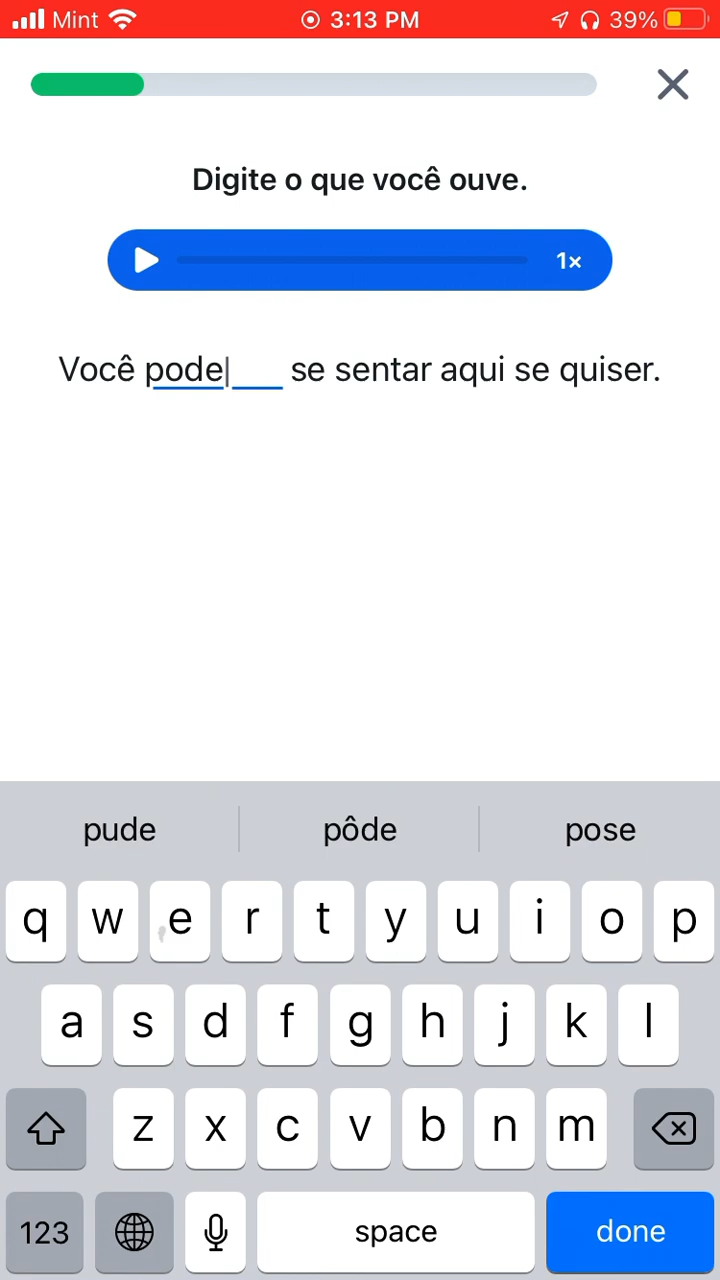 Mint 3:13 PM 39%
Digite o que você ouve.
1×
Você pode___ se sentar aqui se quiser.
pude pôde pose
q w e r t y u i o p
a s d f g h j k l
z x c v b n m
123 space done